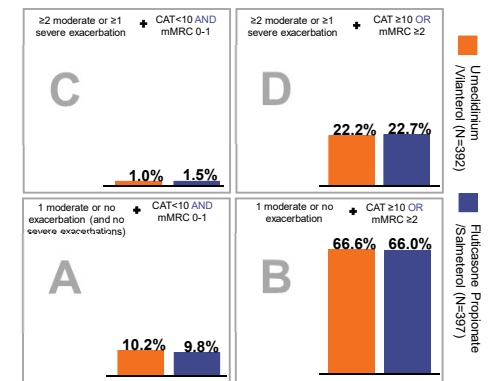 ≥2 moderate or ≥1
severe exacerbation
+
CAT<10 AND
mMRC 0-1
C
1.0%
1.5%
≥2 moderate or ≥1
severe exacerbation
+
CAT ≥10 OR
mMRC ≥2
D
22.2%
22.7%
1 moderate or no
exacerbation (and no
severe exacerbations)
+
CAT<10 AND
mMRC 0-1
A
10.2%
9.8%
1 moderate or no
exacerbation
+
CAT ≥10 OR
mMRC ≥2
B
66.6%
66.0%
Umeclidinium
/Vilanterol (N=392)
Fluticasone Propionate
/Salmeterol (N=397)